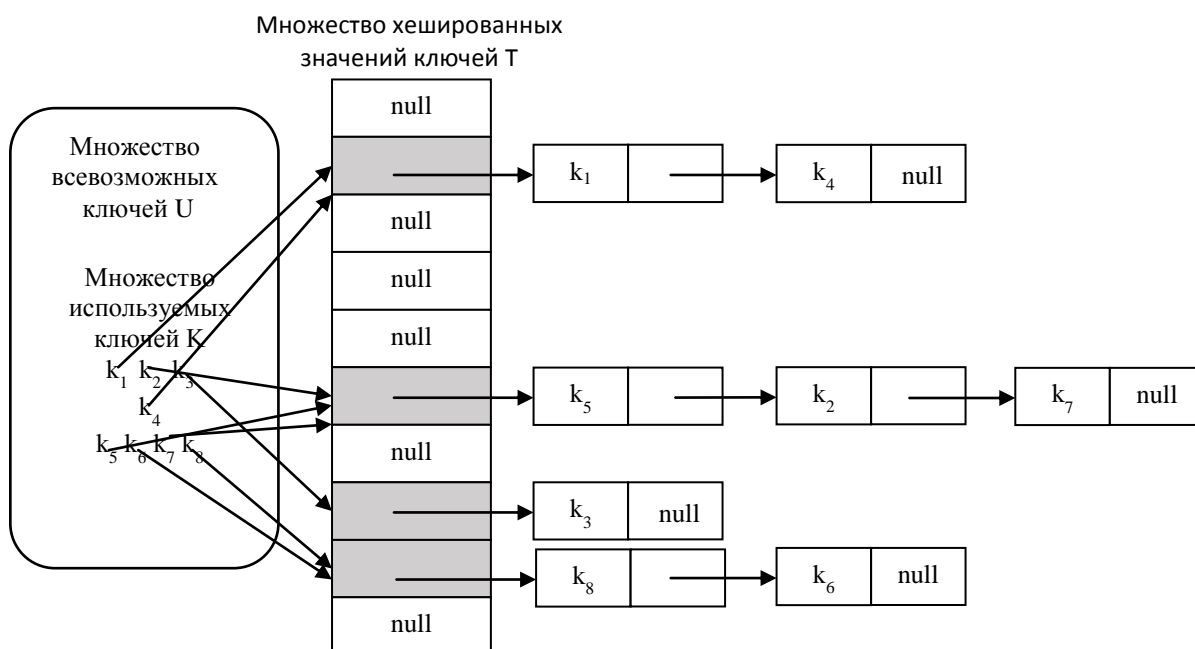 Множество хешированных
значений ключей T
null
Множество
всевозможных
ключей U
k1
k4
null
null
Множество
используемых
ключей K
null
null
k1 k2 k3
k4
k5
k2
k7
null
k5 k6 k7 k8
null
k3
null
k8
k6
null
null